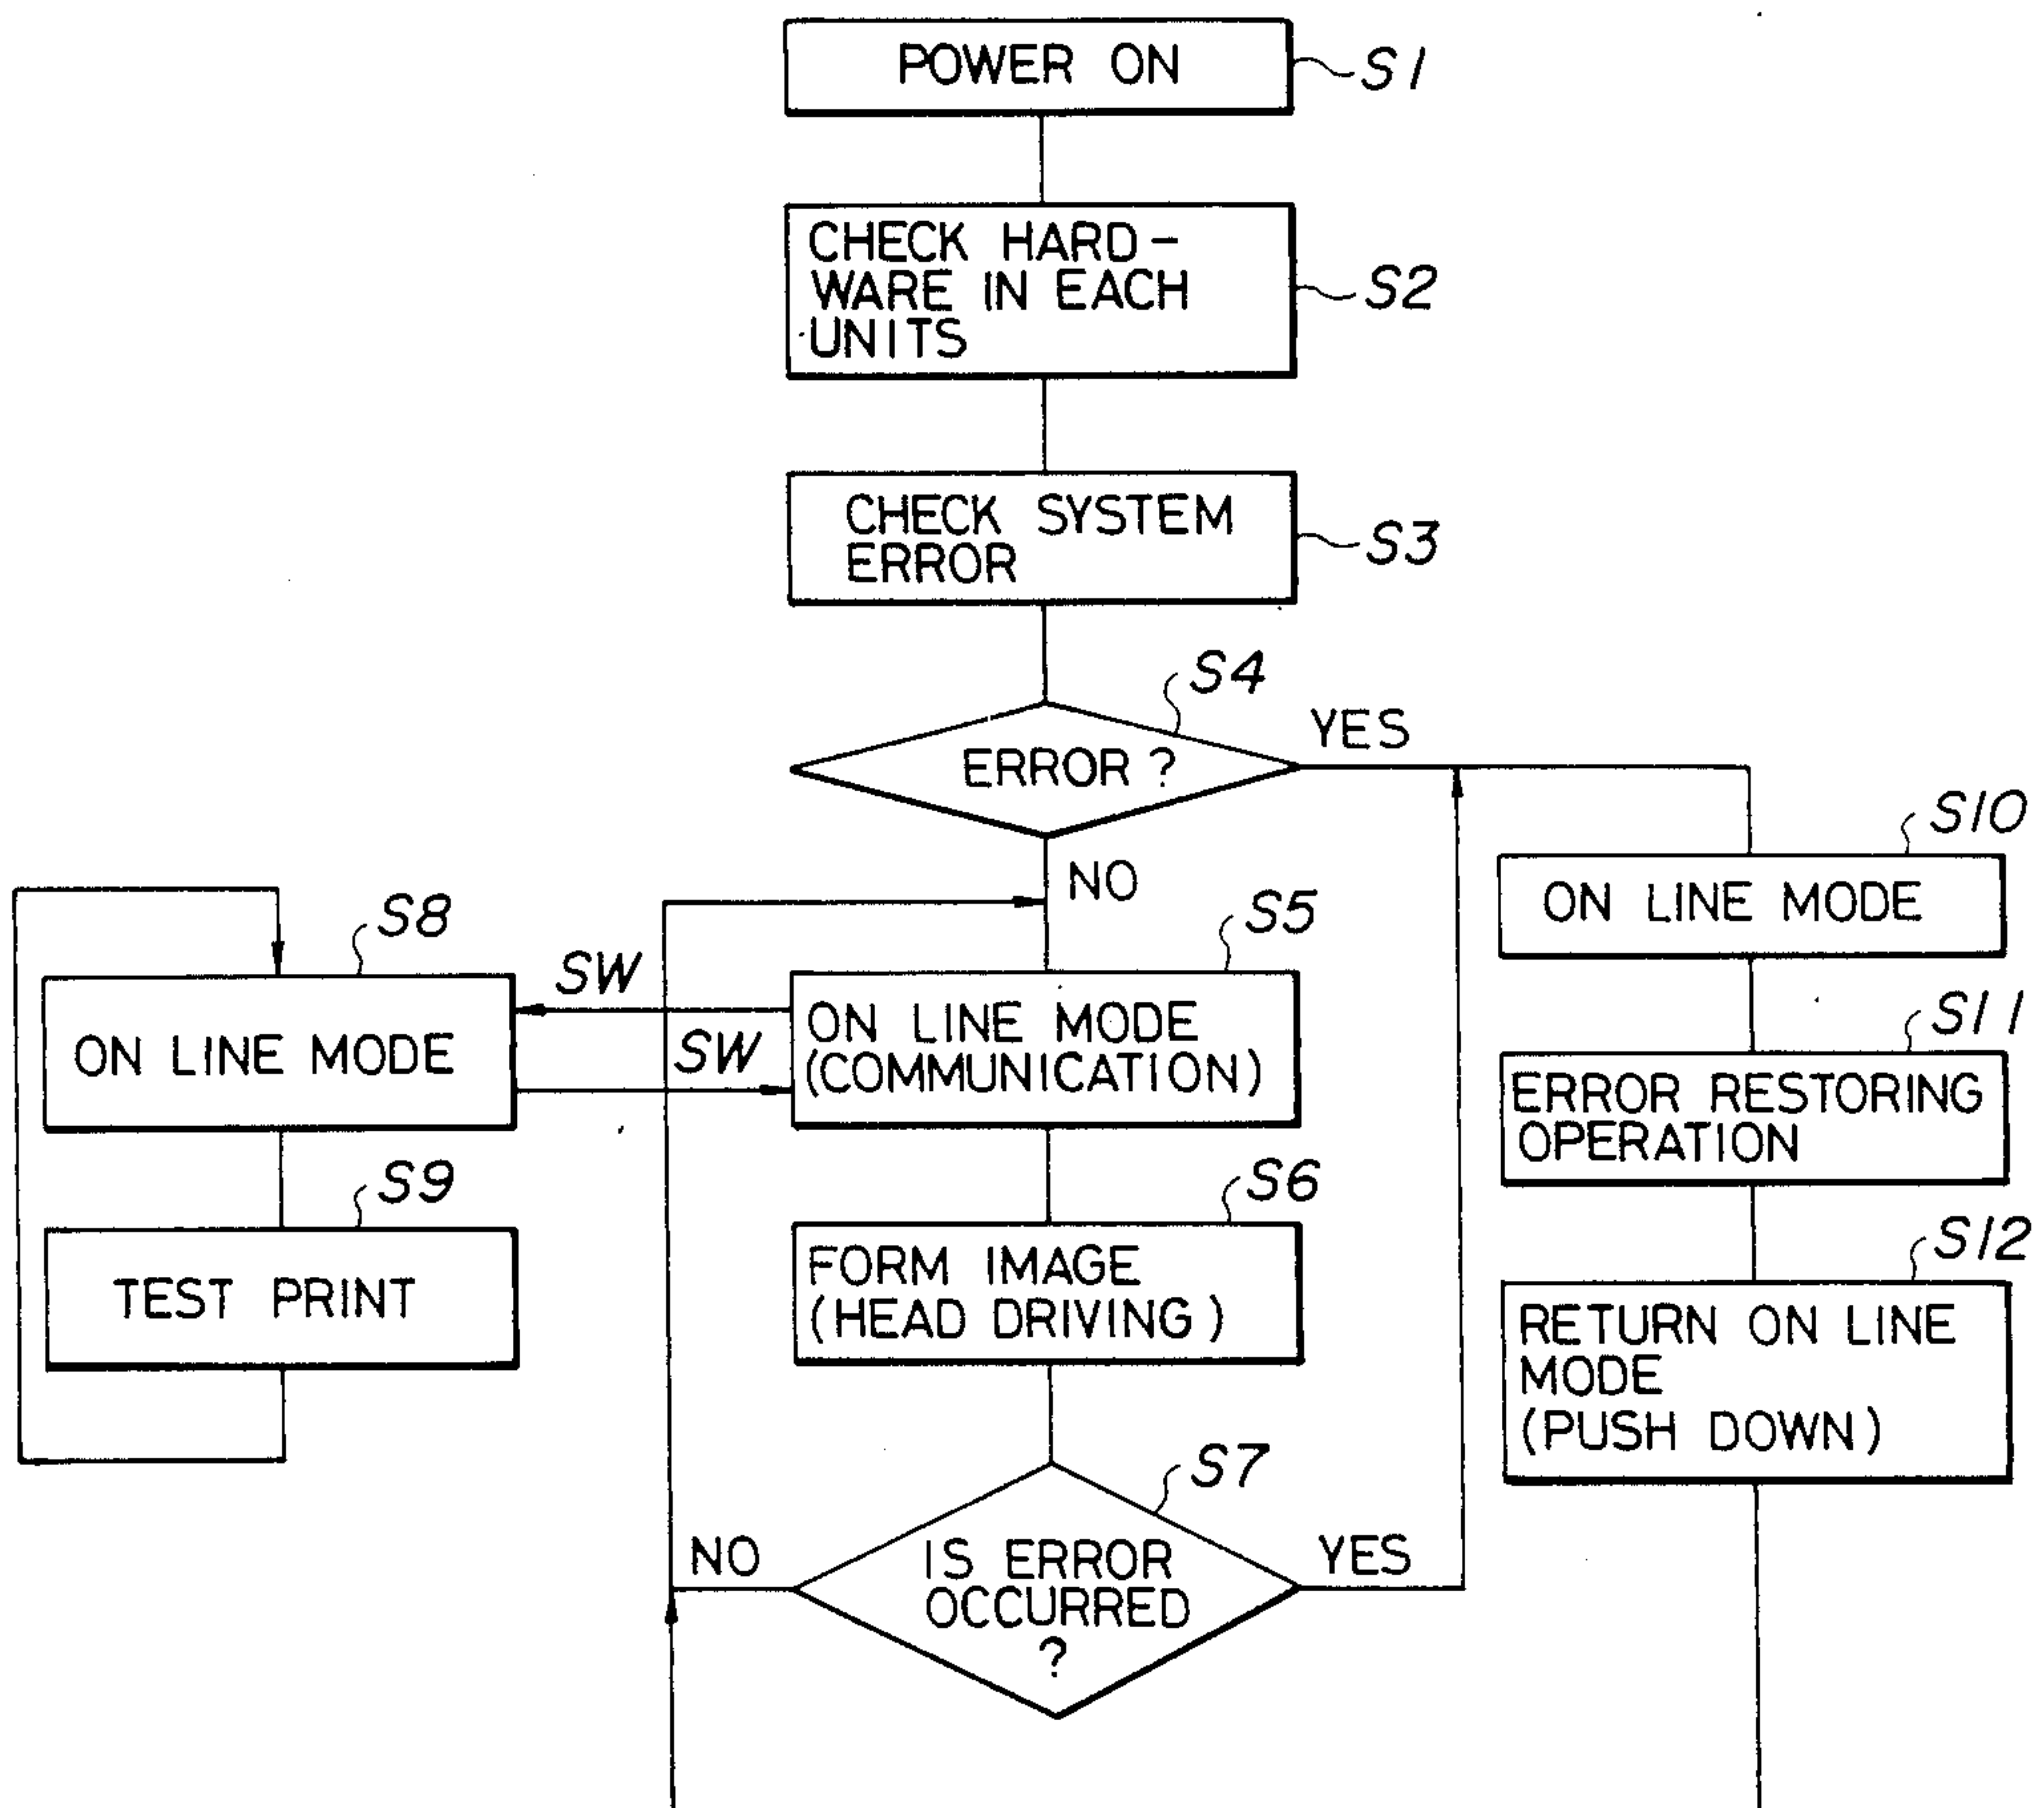 POWER ON
S1
CHECK HARD-
WARE IN EACH
UNITS
S2
CHECK SYSTEM
ERROR
S3
S4
ERROR ?
YES
NO
S10
ON LINE MODE
S8
ON LINE MODE
SW
SW
S5
ON LINE MODE
(COMMUNICATION)
S11
ERROR RESTORING
OPERATION
S9
TEST PRINT
S6
FORM IMAGE
(HEAD DRIVING)
S12
RETURN ON LINE
MODE
(PUSH DOWN)
S7
IS ERROR
OCCURRED
?
NO
YES